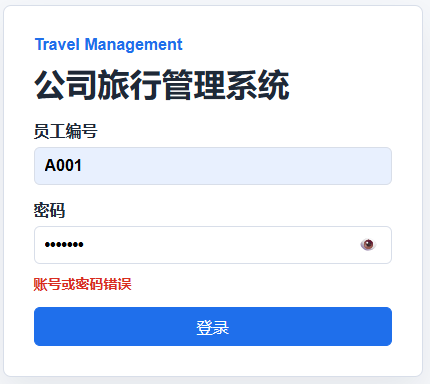 Travel Management
公司旅行管理系统
员工编号
A001
密码
•••••••
账号或密码错误
登录